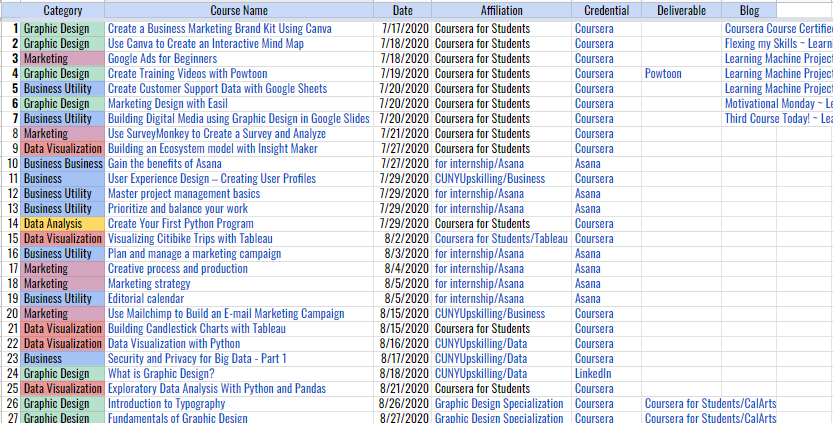 Category Course Name Date Affiliation Credential Deliverable Blog
1 Graphic Design Create a Business Marketing Brand Kit Using Canva 7/17/2020 Coursera for Students Coursera Coursera Course Certifie
2 Graphic Design Use Canva to Create an Interactive Mind Map 7/18/2020 Coursera for Students Coursera Flexing my Skills ~ Learn
3 Marketing Google Ads for Beginners 7/18/2020 Coursera for Students Coursera Learning Machine Project
4 Graphic Design Create Training Videos with Powtoon 7/19/2020 Coursera for Students Coursera Powtoon Learning Machine Project
5 Business Utility Create Customer Support Data with Google Sheets 7/20/2020 Coursera for Students Coursera Learning Machine Project
6 Graphic Design Marketing Design with Easil 7/20/2020 Coursera for Students Coursera Motivational Monday ~ Le
7 Business Utility Building Digital Media using Graphic Design in Google Slides 7/20/2020 Coursera for Students Coursera Third Course Today! ~ Lea
8 Marketing Use SurveyMonkey to Create a Survey and Analyze 7/21/2020 Coursera for Students Coursera
9 Data Visualization Building an Ecosystem model with Insight Maker 7/27/2020 Coursera for Students Coursera
10 Business Business Gain the benefits of Asana 7/27/2020 for internship/Asana Asana
11 Business User Experience Design – Creating User Profiles 7/29/2020 CUNYUpskilling/Business Coursera
12 Business Utility Master project management basics 7/29/2020 for internship/Asana Asana
13 Business Utility Prioritize and balance your work 7/29/2020 for internship/Asana Asana
14 Data Analysis Create Your First Python Program 7/29/2020 Coursera for Students Coursera
15 Data Visualization Visualizing Citibike Trips with Tableau 8/2/2020 Coursera for Students/Tableau Coursera
16 Business Utility Plan and manage a marketing campaign 8/3/2020 for internship/Asana Asana
17 Marketing Creative process and production 8/4/2020 for internship/Asana Asana
18 Marketing Marketing strategy 8/5/2020 for internship/Asana Asana
19 Business Utility Editorial calendar 8/5/2020 for internship/Asana Asana
20 Marketing Use Mailchimp to Build an E-mail Marketing Campaign 8/15/2020 CUNYUpskilling/Business Coursera
21 Data Visualization Building Candlestick Charts with Tableau 8/15/2020 Coursera for Students Coursera
22 Data Visualization Data Visualization with Python 8/16/2020 CUNYUpskilling/Data Coursera
23 Business Security and Privacy for Big Data - Part 1 8/17/2020 CUNYUpskilling/Data Coursera
24 Graphic Design What is Graphic Design? 8/18/2020 CUNYUpskilling/Data LinkedIn
25 Data Visualization Exploratory Data Analysis With Python and Pandas 8/21/2020 Coursera for Students Coursera
26 Graphic Design Introduction to Typography 8/26/2020 Graphic Design Specialization Coursera Coursera for Students/CalArts
27 Graphic Design Fundamentals of Graphic Design 8/27/2020 Graphic Design Specialization Coursera Coursera for Students/CalArts